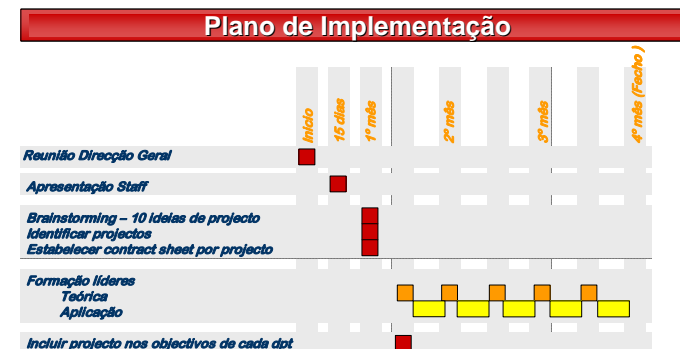 Plano de Implementação
Início
15 dias
1º mês
2º mês
3º mês
4º mês (Fecho )
Reunião Direcção Geral
Apresentação Staff
Brainstorming – 10 ideias de projecto
Identificar projectos
Estabelecer contract sheet por projecto
Formação líderes
Teórica
Aplicação
Incluir projecto nos objectivos de cada dpt